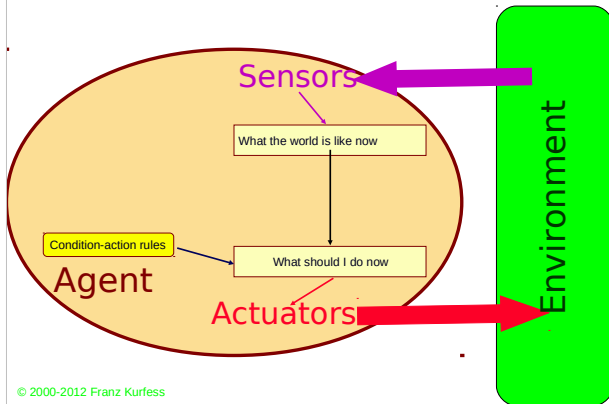 Sensors
What the world is like now
Condition-action rules
What should I do now
Agent
Actuators
Environment
© 2000-2012 Franz Kurfess